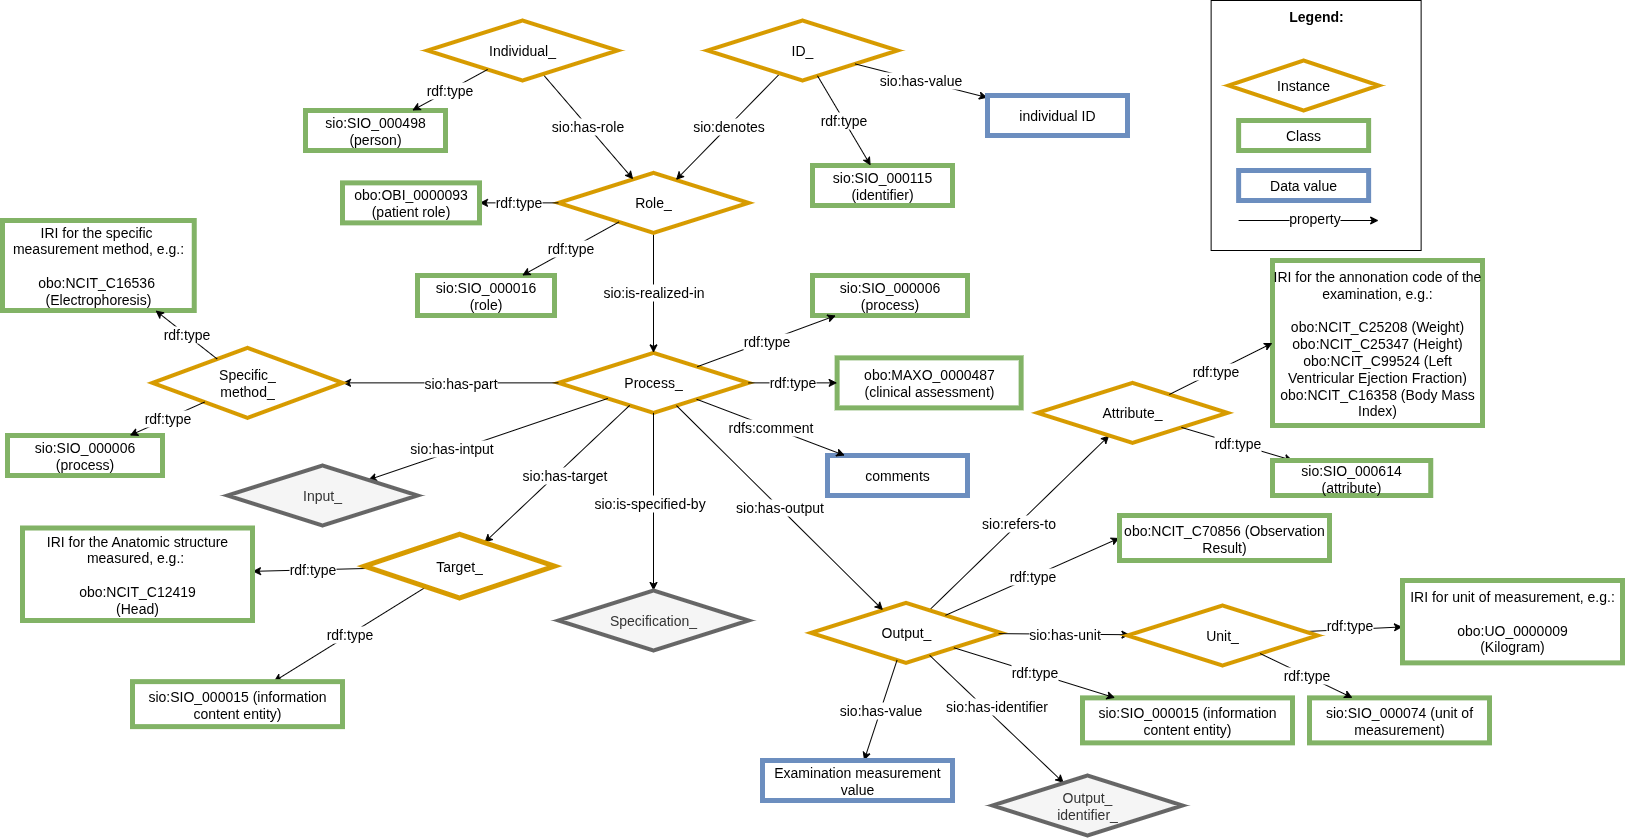 Legend:
Instance
Class
Data value
property
Individual_
ID_
rdf:type
sio:has-value
sio:SIO_000498
(person)
sio:has-role
sio:denotes
rdf:type
individual ID
sio:SIO_000115
(identifier)
obo:OBI_0000093
(patient role)
rdf:type
Role_
rdf:type
sio:SIO_000016
(role)
sio:is-realized-in
sio:SIO_000006
(process)
rdf:type
IRI for the specific
measurement method, e.g.:
obo:NCIT_C16536
(Electrophoresis)
rdf:type
Specific_
method_
rdf:type
sio:SIO_000006
(process)
sio:has-part
Process_
rdf:type
obo:MAXO_0000487
(clinical assessment)
rdfs:comment
comments
sio:has-intput
Input_
sio:has-target
sio:is-specified-by
sio:has-output
Attribute_
rdf:type
IRI for the annonation code of the
examination, e.g.:
obo:NCIT_C25208 (Weight)
obo:NCIT_C25347 (Height)
obo:NCIT_C99524 (Left
Ventricular Ejection Fraction)
obo:NCIT_C16358 (Body Mass
Index)
rdf:type
sio:SIO_000614
(attribute)
sio:refers-to
obo:NCIT_C70856 (Observation
Result)
rdf:type
IRI for the Anatomic structure
measured, e.g.:
obo:NCIT_C12419
(Head)
rdf:type
Target_
rdf:type
sio:SIO_000015 (information
content entity)
Specification_
Output_
sio:has-unit
Unit_
rdf:type
IRI for unit of measurement, e.g.:
obo:UO_0000009
(Kilogram)
rdf:type
rdf:type
sio:SIO_000015 (information
content entity)
sio:SIO_000074 (unit of
measurement)
sio:has-value
sio:has-identifier
Examination measurement
value
Output_
identifier_